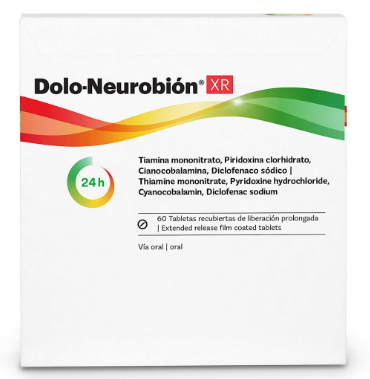 Dolo-Neurobión® XR
24h
Tiamina mononitrato, Piridoxina clorhidrato,
Cianocobalamina, Diclofenaco sódico |
Thiamine mononitrate, Pyridoxine hydrochloride,
Cyanocobalamin, Diclofenac sodium
60 Tabletas recubiertas de liberación prolongada
| Extended release film coated tablets
Vía oral | oral